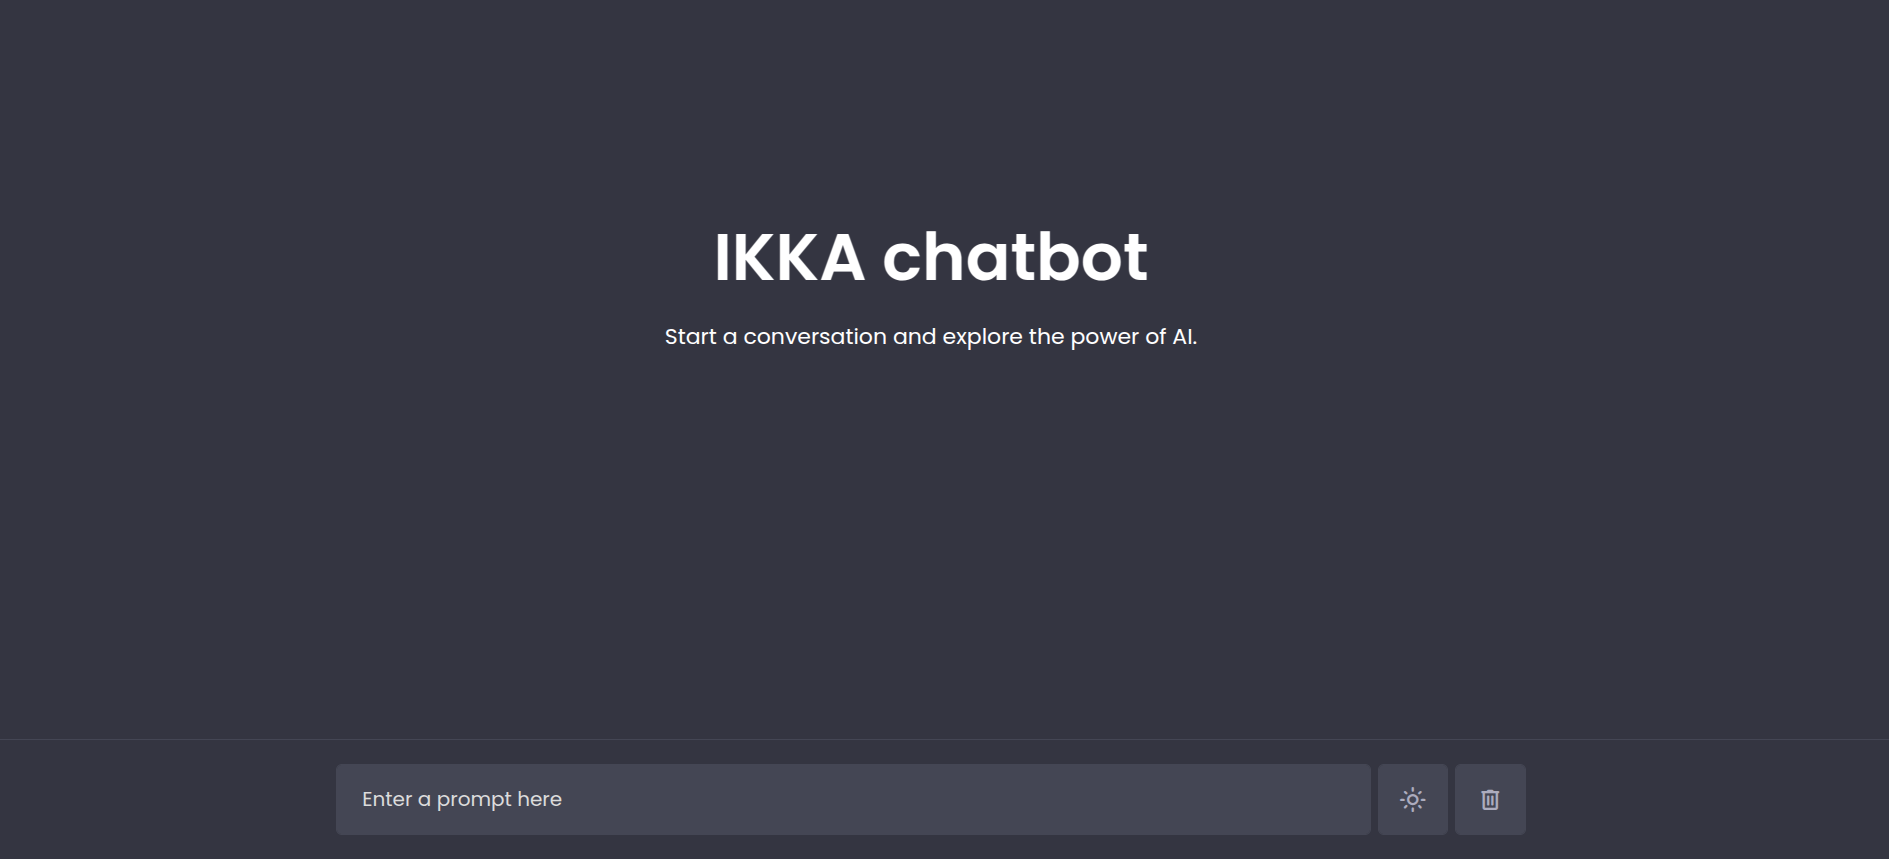 IKKA chatbot
Start a conversation and explore the power of AI.
Enter a prompt here